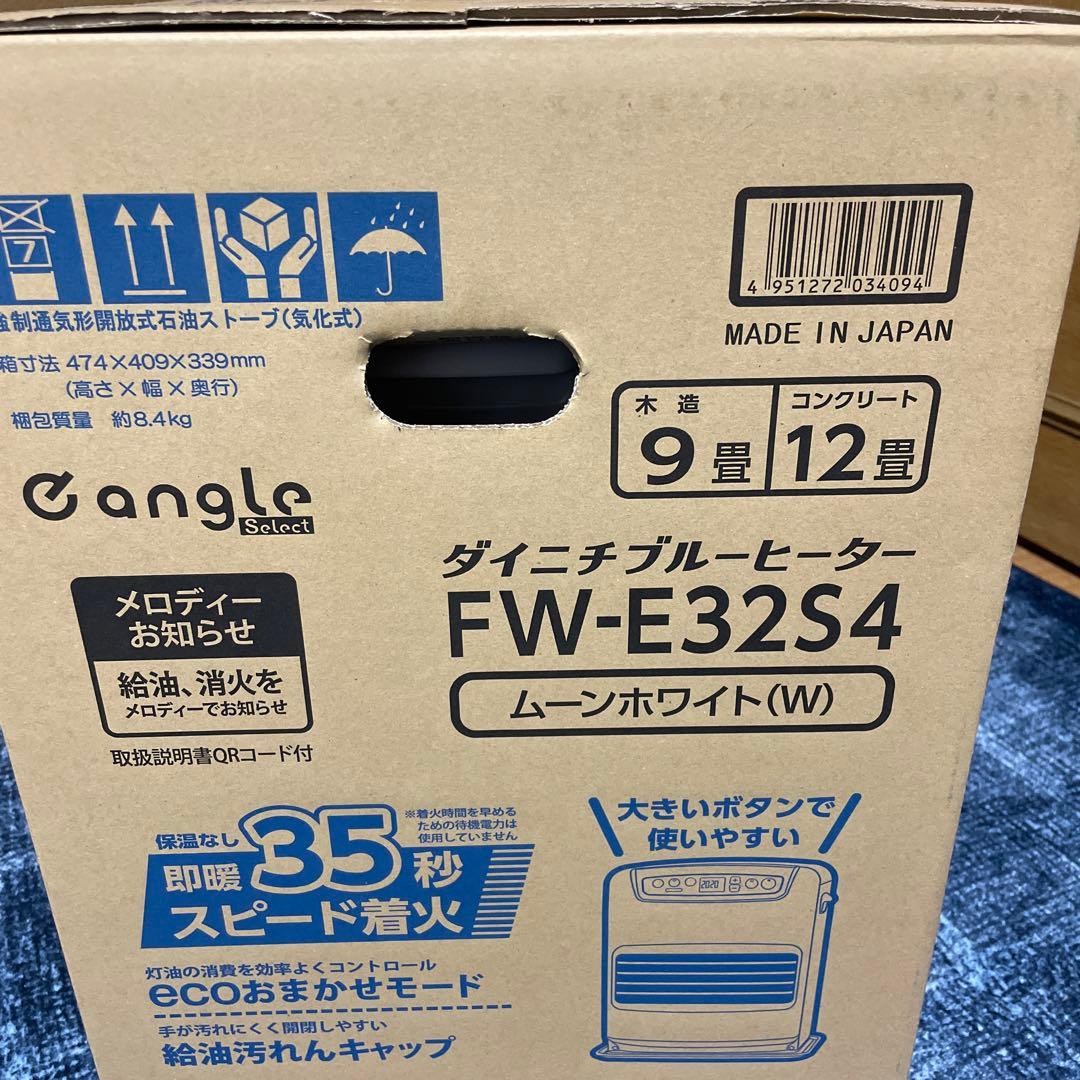 7
4 951272 034094
MADE IN JAPAN
強制通気形開放式石油ストーブ(気化式)
箱寸法 474×409×339mm
(高さ×幅×奥行)
梱包質量 約8.4kg
木造
9畳
コンクリート
12畳
angle
Select
ダイニチブルーヒーター
FW-E32S4
ムーンホワイト(W)
メロディー
お知らせ
給油、消火を
メロディーでお知らせ
取扱説明書QRコード付
保温なし
即暖35秒
※着火時間を早める
ための待機電力は
使用していません
スピード着火
灯油の消費を効率よくコントロール
ecoおまかせモード
手が汚れにくく開閉しやすい
給油汚れんキャップ
大きいボタンで
使いやすい
2020